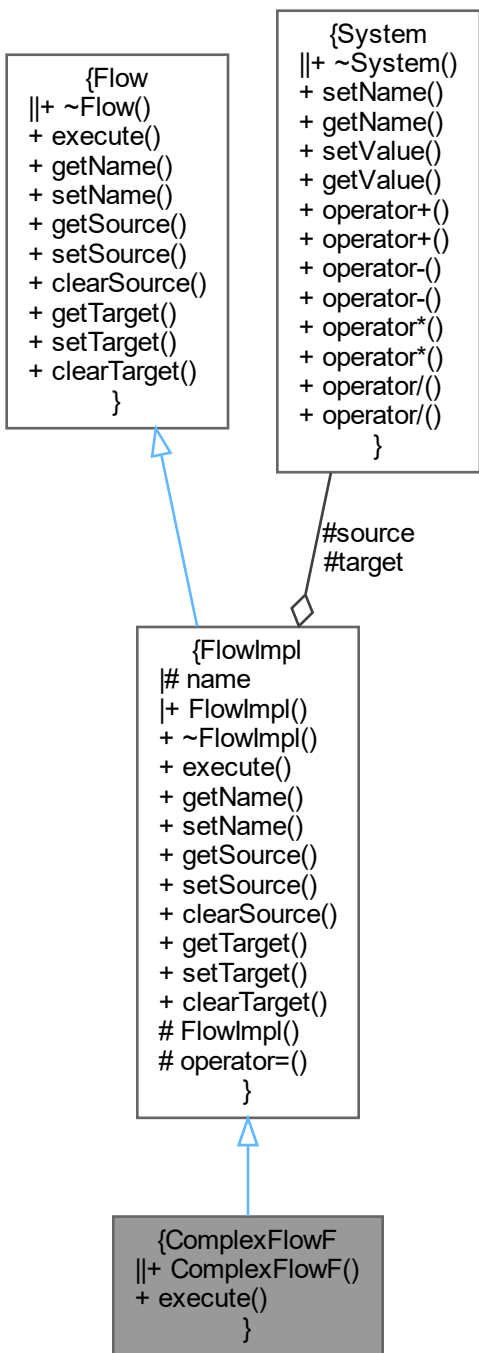 {Flow
||+ ~Flow()
+ execute()
+ getName()
+ setName()
+ getSource()
+ setSource()
+ clearSource()
+ getTarget()
+ setTarget()
+ clearTarget()
}
{System
||+ ~System()
+ setName()
+ getName()
+ setValue()
+ getValue()
+ operator+()
+ operator+()
+ operator-()
+ operator-()
+ operator*()
+ operator*()
+ operator/()
+ operator/()
}
#source
#target
{FlowImpl
|# name
|+ FlowImpl()
+ ~FlowImpl()
+ execute()
+ getName()
+ setName()
+ getSource()
+ setSource()
+ clearSource()
+ getTarget()
+ setTarget()
+ clearTarget()
# FlowImpl()
# operator=()
}
{ComplexFlowF
||+ ComplexFlowF()
+ execute()
}